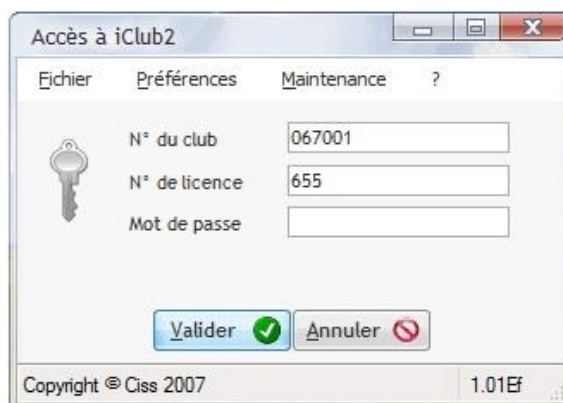 Accès à iClub2
Fichier Préférences Maintenance ?
N° du club 067001
N° de licence 655
Mot de passe
Valider Annuler
Copyright © Ciss 2007 1.01Ef